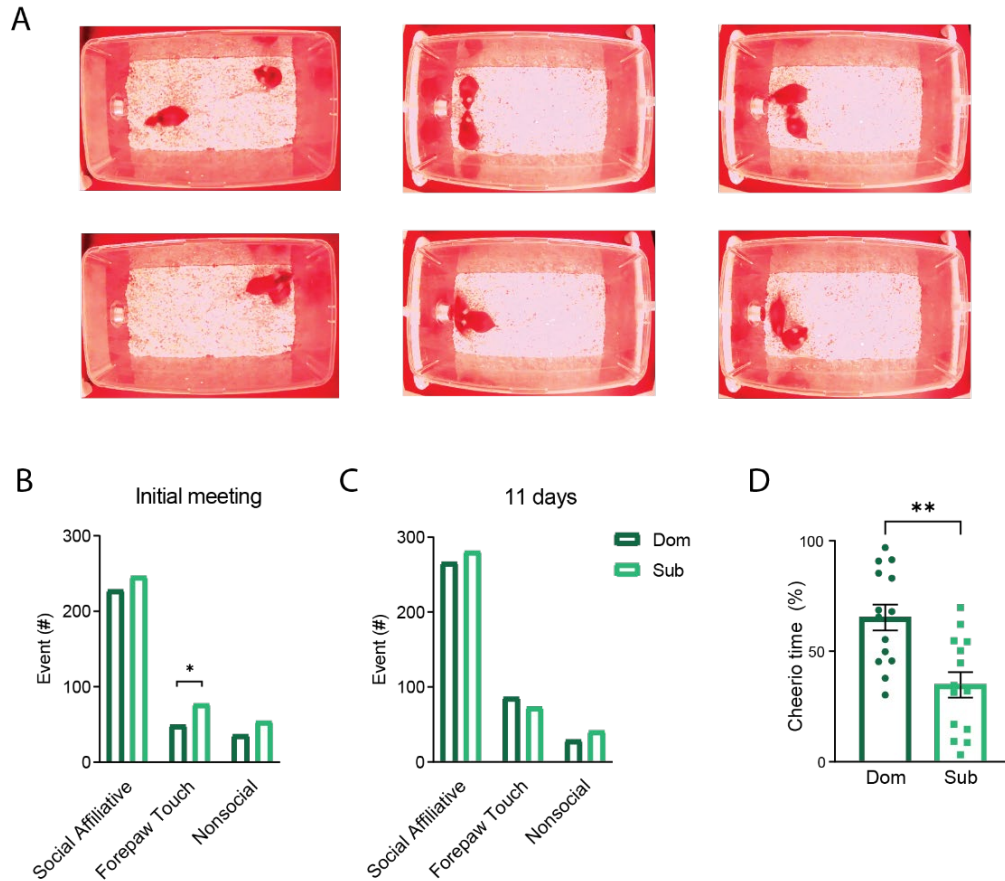 A
B
Initial meeting
Event (#)
300
200
100
0
*
Social Affiliative
Forepaw Touch
Nonsocial
C
11 days
Event (#)
300
200
100
0
Social Affiliative
Forepaw Touch
Nonsocial
Dom
Sub
D
**
Cheerio time (%)
100
50
0
Dom
Sub